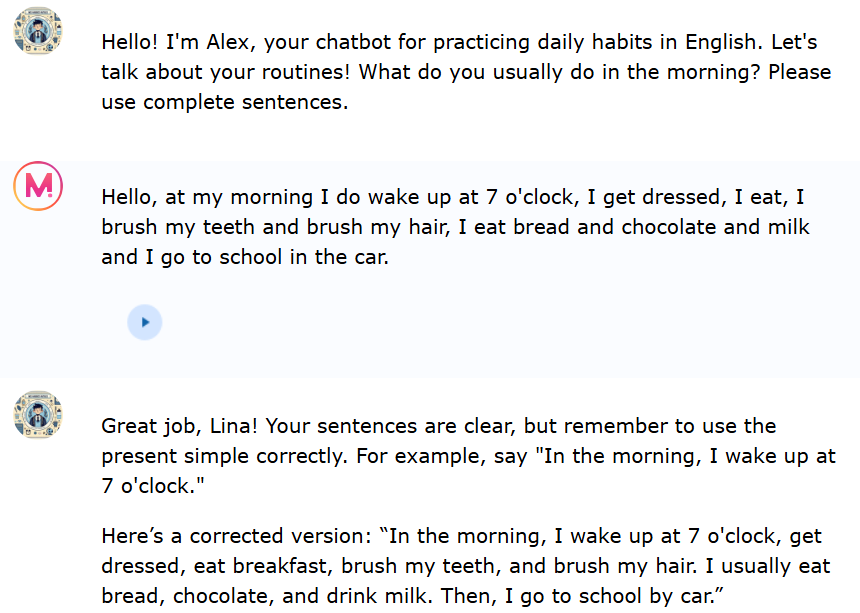 Hello! I'm Alex, your chatbot for practicing daily habits in English. Let's
talk about your routines! What do you usually do in the morning? Please
use complete sentences.
M!
Hello, at my morning I do wake up at 7 o'clock, I get dressed, I eat, I
brush my teeth and brush my hair, I eat bread and chocolate and milk
and I go to school in the car.
Great job, Lina! Your sentences are clear, but remember to use the
present simple correctly. For example, say "In the morning, I wake up at
7 o'clock."
Here’s a corrected version: “In the morning, I wake up at 7 o'clock, get
dressed, eat breakfast, brush my teeth, and brush my hair. I usually eat
bread, chocolate, and drink milk. Then, I go to school by car.”